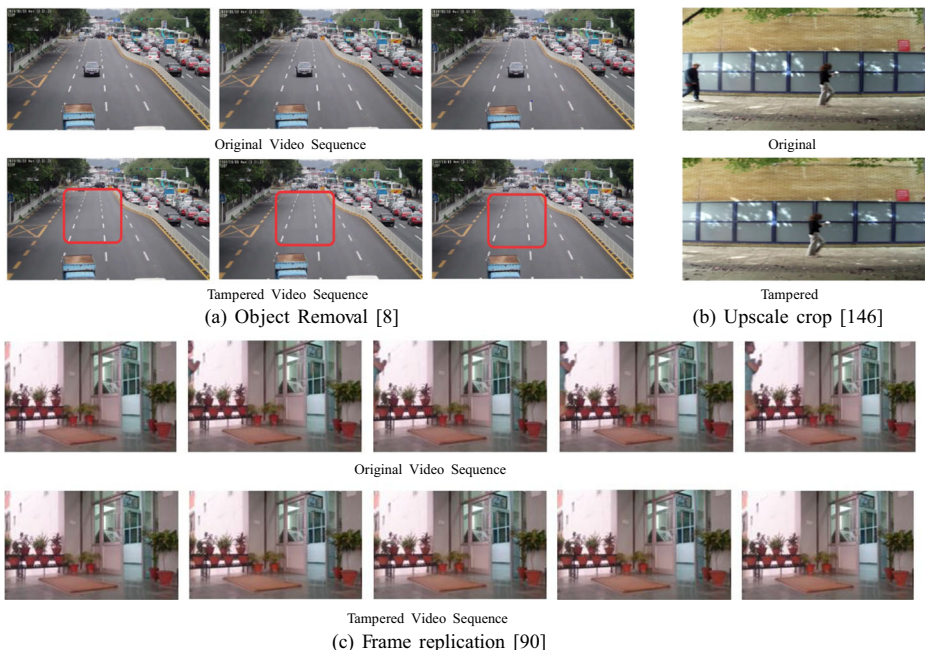 Original Video Sequence
Original
Tampered Video Sequence
Tampered
(a) Object Removal [8]
(b) Upscale crop [146]
Original Video Sequence
Tampered Video Sequence
(c) Frame replication [90]